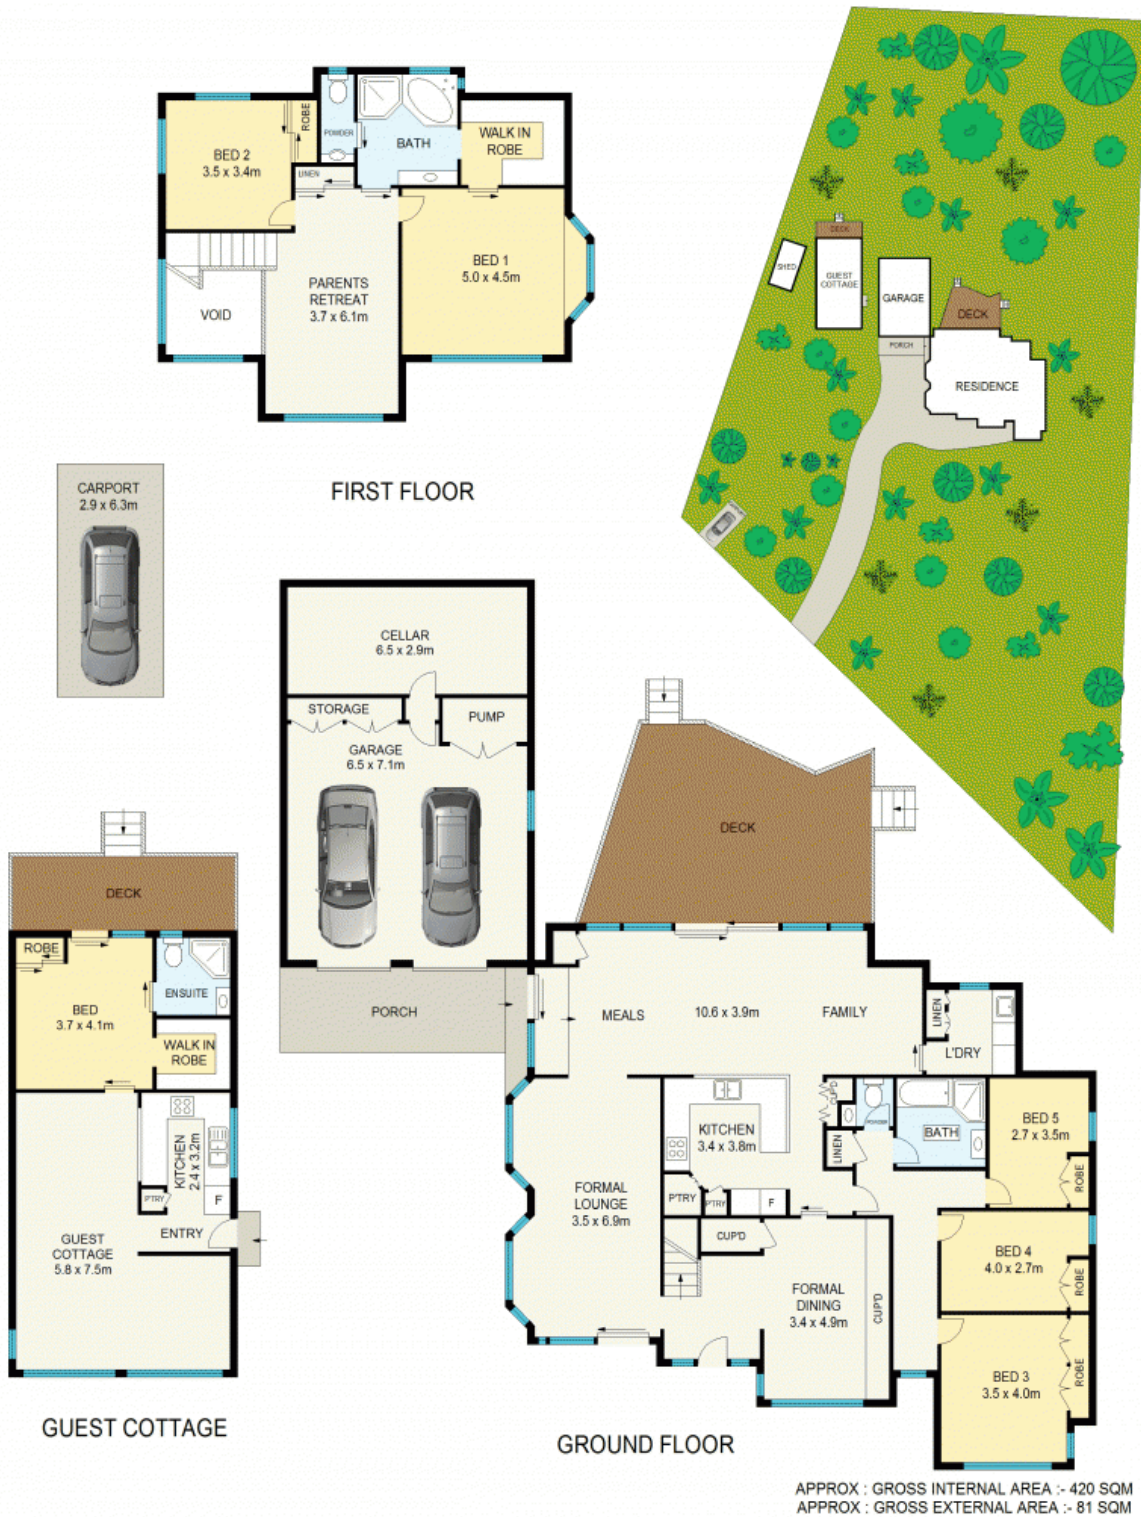 ROBE
BED 2
3.5 x 3.4m
POWDER
BATH
WALK IN
ROBE
LINEN
PARENTS
RETREAT
3.7 x 6.1m
BED 1
5.0 x 4.5m
VOID
FIRST FLOOR
DECK
SHED
GUEST
COTTAGE
GARAGE
DECK
PORCH
RESIDENCE
CARPORT
2.9 x 6.3m
CELLAR
6.5 x 2.9m
STORAGE
PUMP
GARAGE
6.5 x 7.1m
PORCH
DECK
ROBE
BED
3.7 x 4.1m
ENSUITE
WALK IN
ROBE
KITCHEN
2.4 x 3.2m
P'TRY
F
ENTRY
GUEST
COTTAGE
5.8 x 7.5m
GUEST COTTAGE
DECK
MEALS
10.6 x 3.9m
FAMILY
LINEN
L'DRY
KITCHEN
3.4 x 3.8m
CUP'D
POWDER
BATH
BED 5
2.7 x 3.5m
LINEN
ROBE
P'TRY
P'TRY
F
FORMAL
LOUNGE
3.5 x 6.9m
CUP'D
BED 4
4.0 x 2.7m
ROBE
FORMAL
DINING
3.4 x 4.9m
CUP'D
BED 3
3.5 x 4.0m
ROBE
GROUND FLOOR
APPROX : GROSS INTERNAL AREA :- 420 SQM
APPROX : GROSS EXTERNAL AREA :- 81 SQM